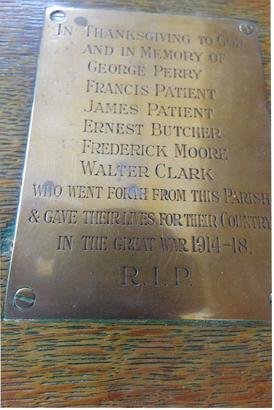 IN THANKSGIVING TO GOD
AND IN MEMORY OF
GEORGE PERRY
FRANCIS PATIENT
JAMES PATIENT
ERNEST BUTCHER
FREDERICK MOORE
WALTER CLARK
WHO WENT FORTH FROM THIS PARISH
& GAVE THEIR LIVES FOR THEIR COUNTRY
IN THE GREAT WAR 1914-18.
R.I.P.